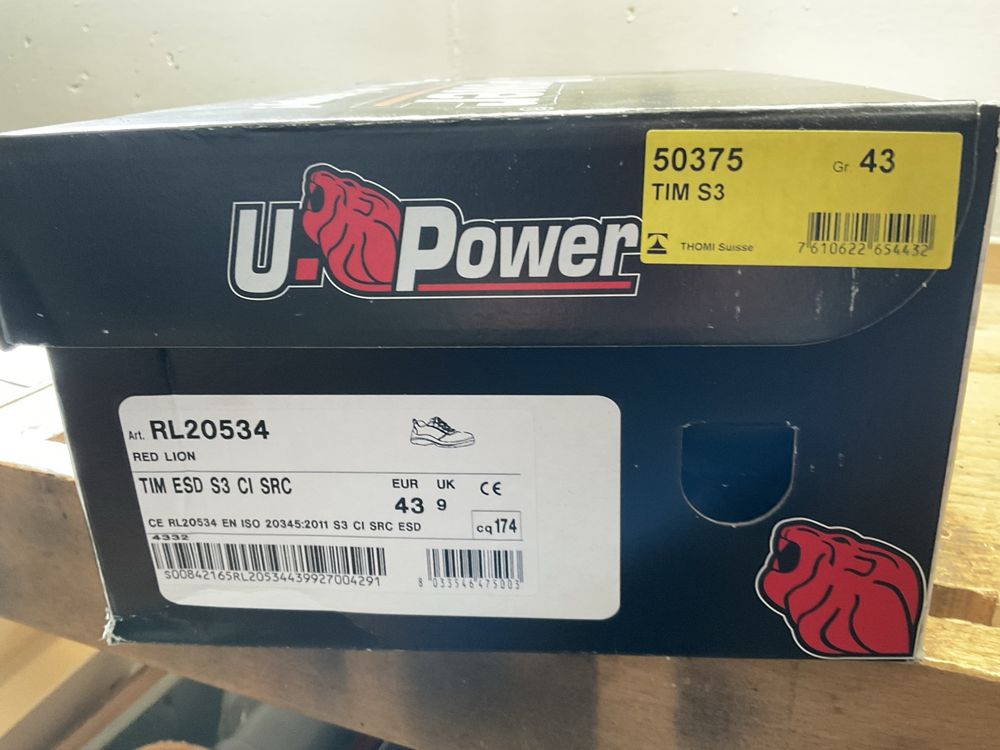 U.Power
50375 Gr. 43
TIM S3
THOMI Suisse 7 610622 654432
Art. RL20534
RED LION
TIM ESD S3 CI SRC
EUR UK CE
43 9
CE RL20534 EN ISO 20345:2011 S3 CI SRC ESD
cq 174
4332
S00842165RL20534439927004291
8 033546 475003